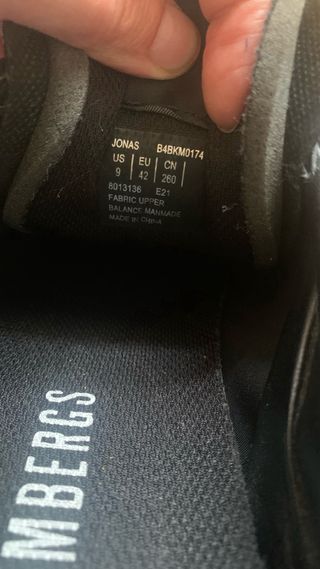 JONAS B4BKM0174
US EU CN
9 42 260
8013136 E21
FABRIC UPPER
BALANCE MANMADE
MADE IN CHINA
MBERGS